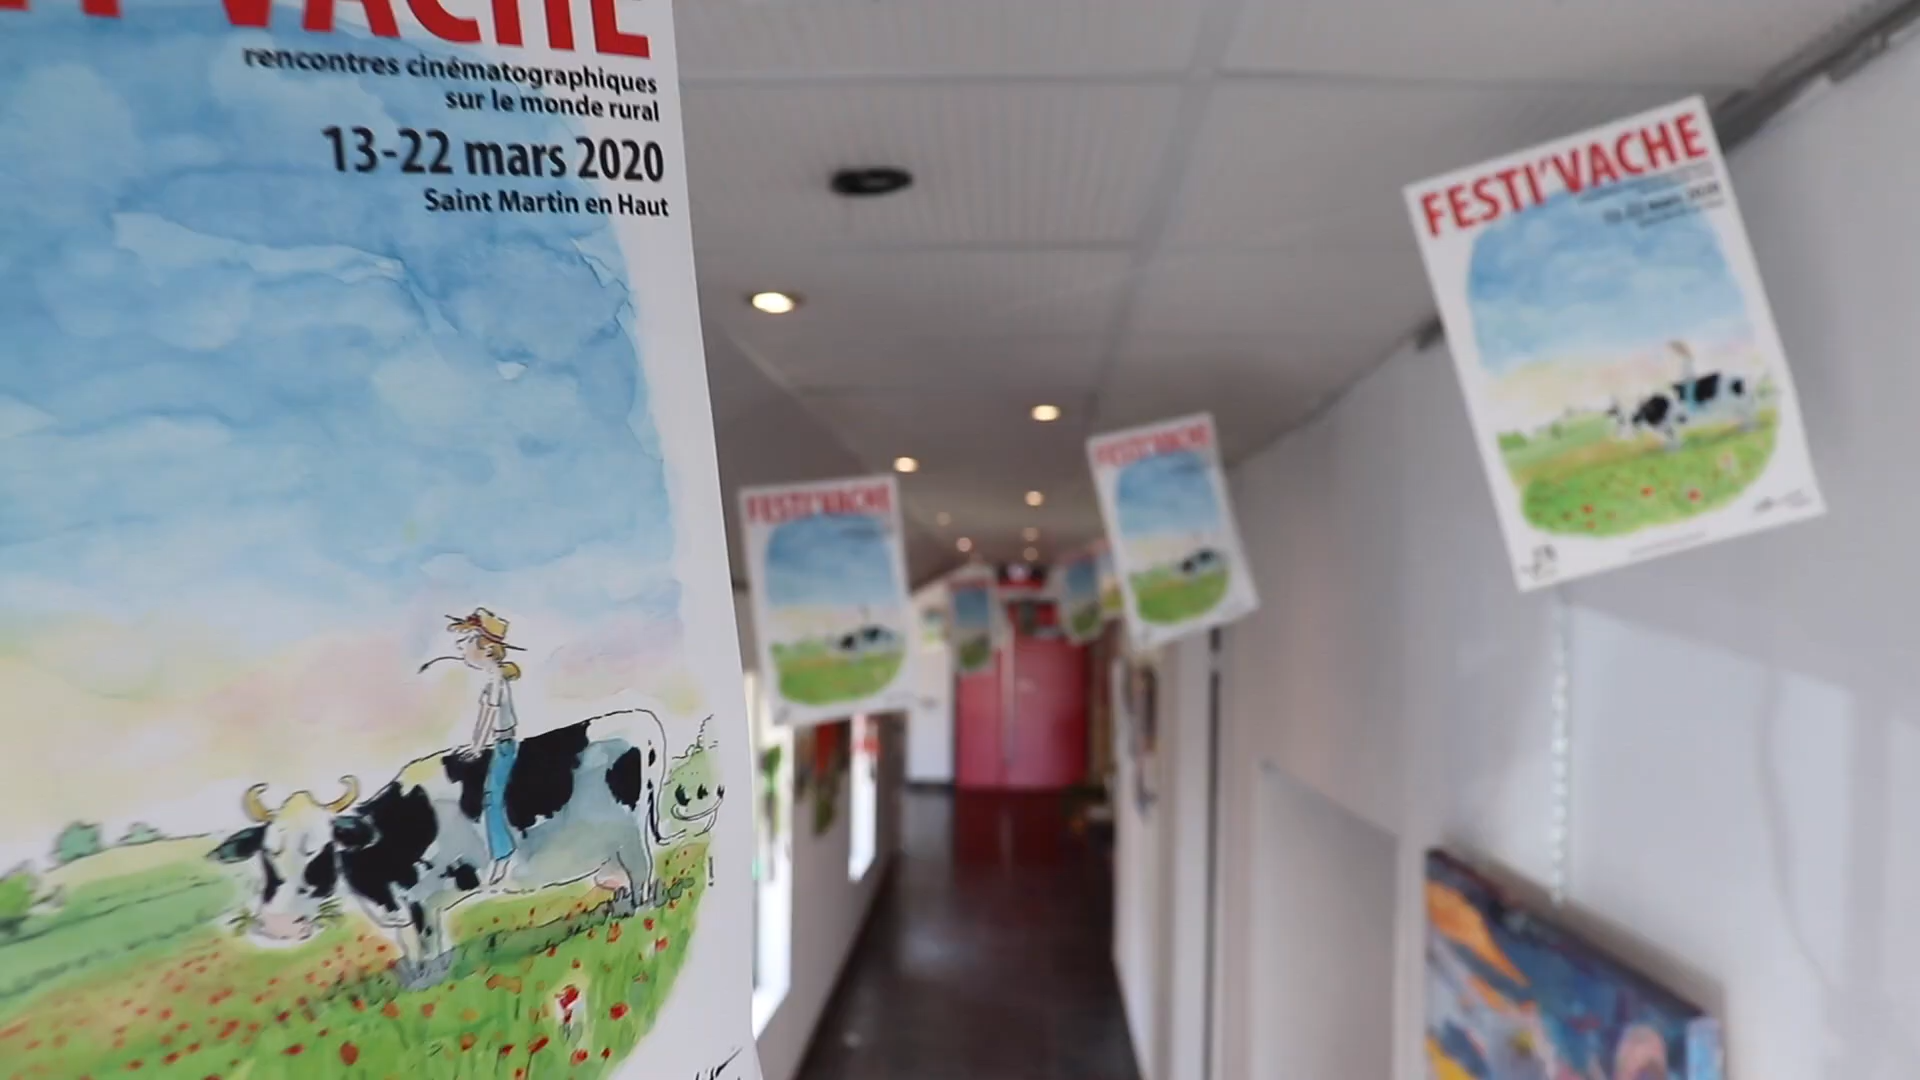 FESTI'VACHE
rencontres cinématographiques
sur le monde rural
13-22 mars 2020
Saint Martin en Haut
FESTI'VACHE
FESTI'VACHE
FESTI'VACHE